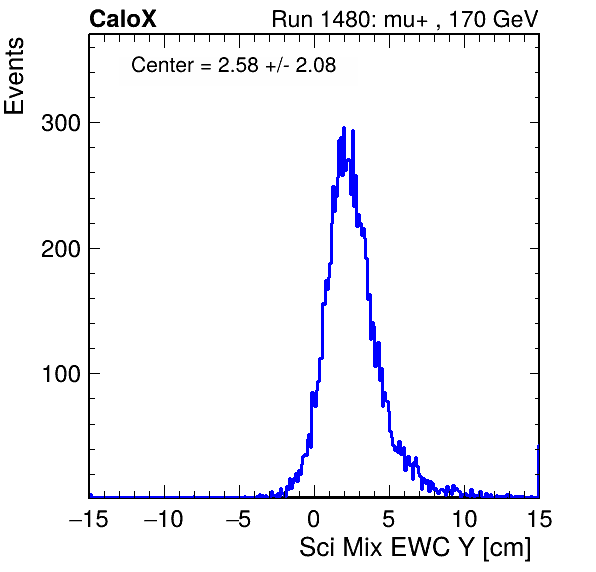 CaloX Run 1480: mu+ , 170 GeV
Center = 2.58 +/- 2.08
Events
300
200
100
−15 −10 −5 0 5 10 15
Sci Mix EWC Y [cm]